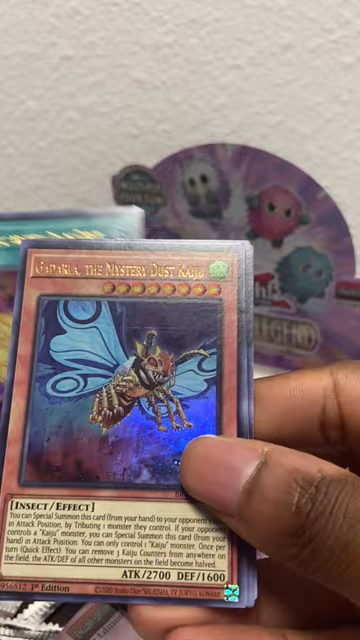 GADARLA, THE MYSTERY DUST KAIJU
[INSECT/EFFECT]
You can Special Summon this card (from your hand) to your opponent's
in Attack Position, by Tributing 1 monster they control. If your opponent
controls a "Kaiju" monster, you can Special Summon this card (from your
hand) in Attack Position. You can only control 1 "Kaiju" monster. Once per
turn (Quick Effect): You can remove 3 Kaiju Counters from anywhere on
the field; the ATK/DEF of all other monsters on the field become halved.
ATK/2700 DEF/1600
956512 1st Edition
©2020 Studio Dice/SHUEISHA, TV TOKYO, KONAMI